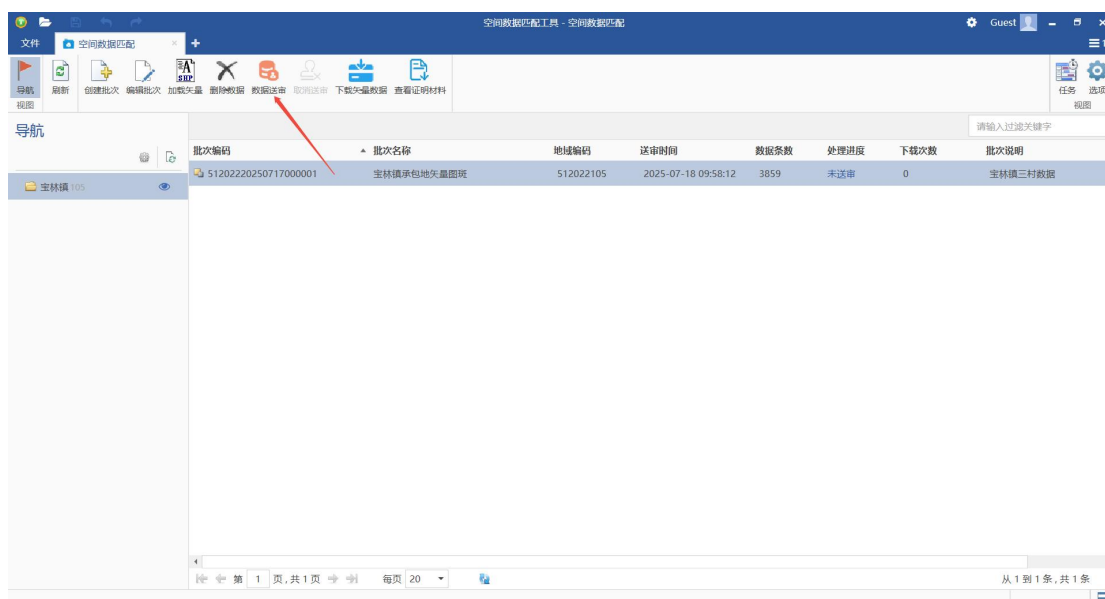 空间数据匹配工具 - 空间数据匹配
Guest
文件
空间数据匹配
导航
刷新
创建批次
编辑批次
加载矢量
删除数据
数据送审
取消送审
下载矢量数据
查看证明材料
任务
选项
视图
视图
导航
请输入过滤关键字
批次编码 批次名称 地域编码 送审时间 数据条数 处理进度 下载次数 批次说明
51202220250717000001 宝林镇承包地矢量图斑 512022105 2025-07-18 09:58:12 3859 未送审 0 宝林镇三村数据
宝林镇 105
第 1 页,共 1 页 每页 20
从 1 到 1 条,共 1 条